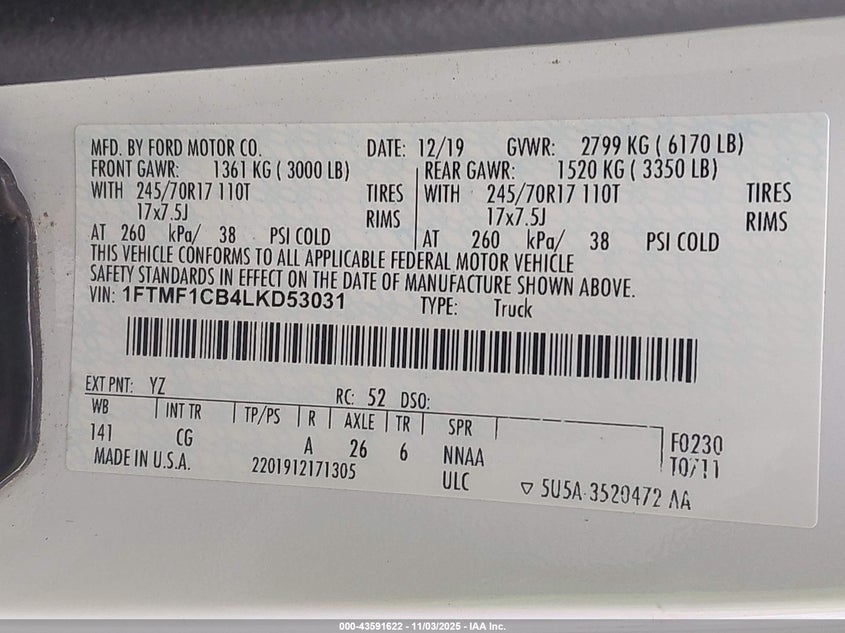 MFD. BY FORD MOTOR CO. DATE: 12/19 GVWR: 2799 KG ( 6170 LB)
FRONT GAWR: 1361 KG ( 3000 LB) REAR GAWR: 1520 KG ( 3350 LB)
WITH 245/70R17 110T TIRES WITH 245/70R17 110T TIRES
17x7.5J RIMS 17x7.5J RIMS
AT 260 kPa/ 38 PSI COLD AT 260 kPa/ 38 PSI COLD
THIS VEHICLE CONFORMS TO ALL APPLICABLE FEDERAL MOTOR VEHICLE
SAFETY STANDARDS IN EFFECT ON THE DATE OF MANUFACTURE SHOWN ABOVE.
VIN: 1FTMF1CB4LKD53031 TYPE: Truck
EXT PNT: YZ RC: 52 DSO:
WB INT TR TP/PS R AXLE TR SPR F0230
141 CG A 26 6 NNAA T0711
MADE IN U.S.A. 2201912171305 ULC ▽ 5U5A-3520472 AA
000-43591622 - 11/03/2025 - IAA Inc.